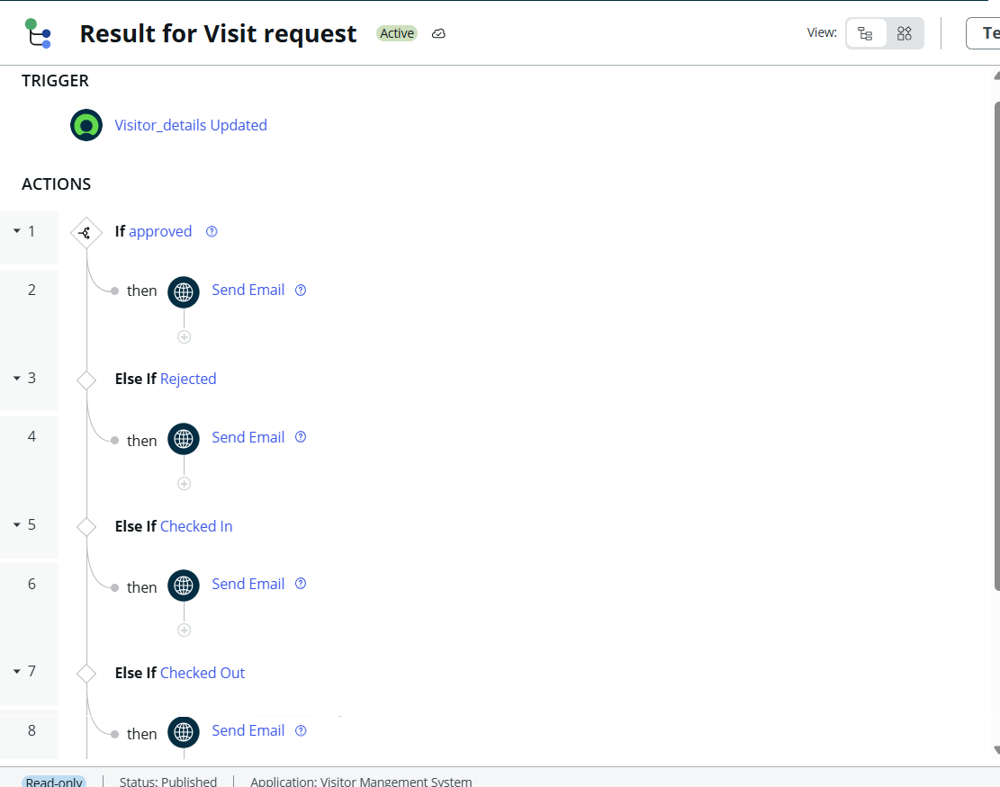 Result for Visit request Active View: Te
TRIGGER
Visitor_details Updated
ACTIONS
1 If approved ?
2 then Send Email ?
3 Else If Rejected
4 then Send Email ?
5 Else If Checked In
6 then Send Email ?
7 Else If Checked Out
8 then Send Email ?
Read-only Status: Published Application: Visitor Mangement System